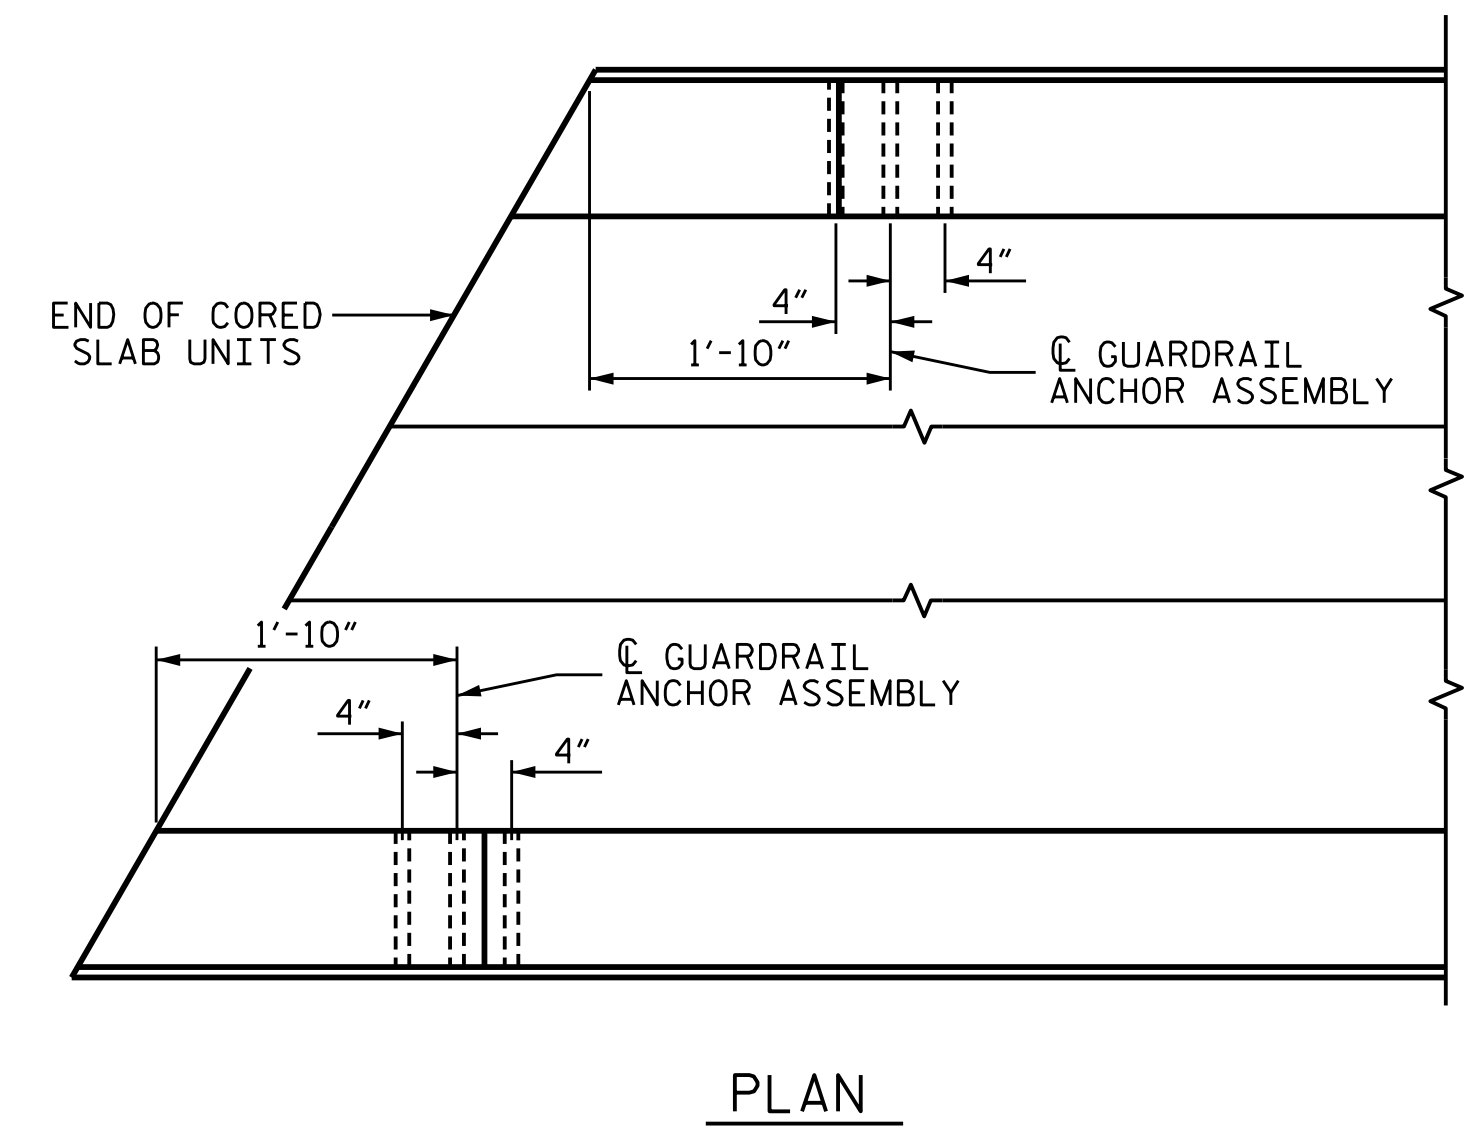 4"
4"
END OF CORED
SLAB UNITS
1'-10"
℄ GUARDRAIL
ANCHOR ASSEMBLY
1'-10"
℄ GUARDRAIL
ANCHOR ASSEMBLY
4"
4"
PLAN